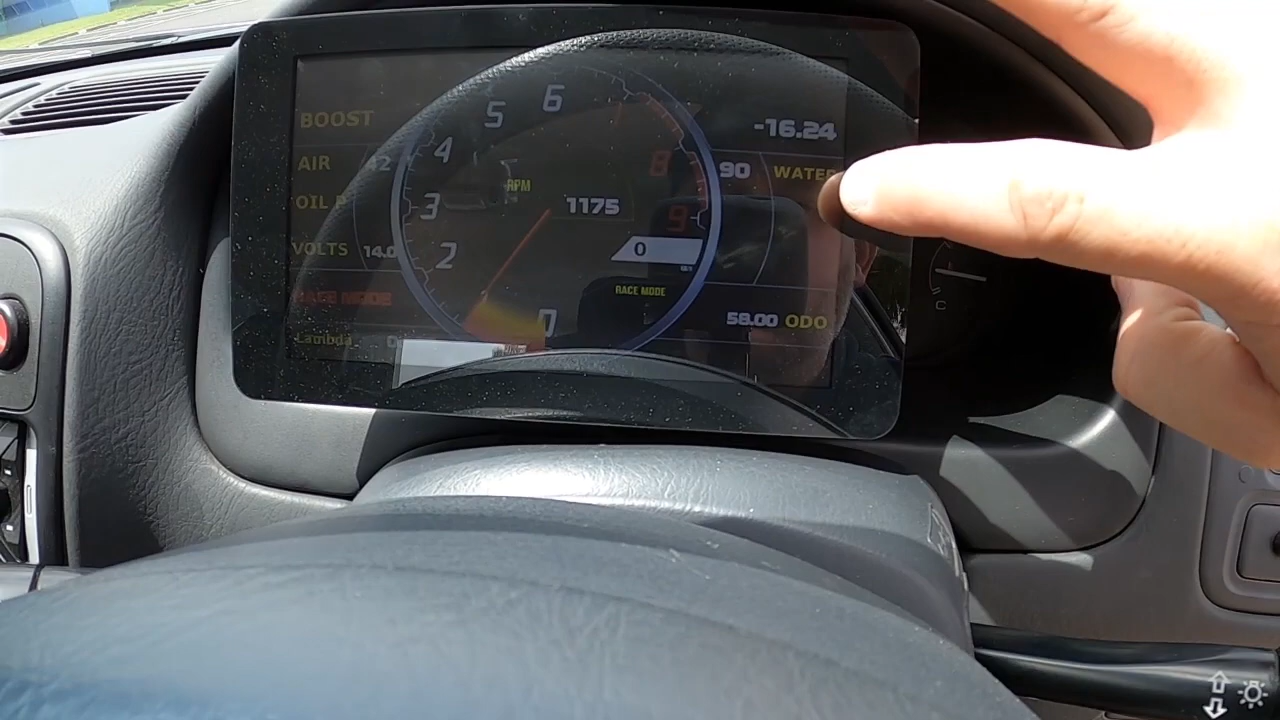 BOOST
-16.24
AIR 42
90 WATER
OIL P
VOLTS 14.0
RACE MODE
Lambda
6
5
4
3
2
8
9
RPM
1175
0
RACE MODE
58.00 ODO
C